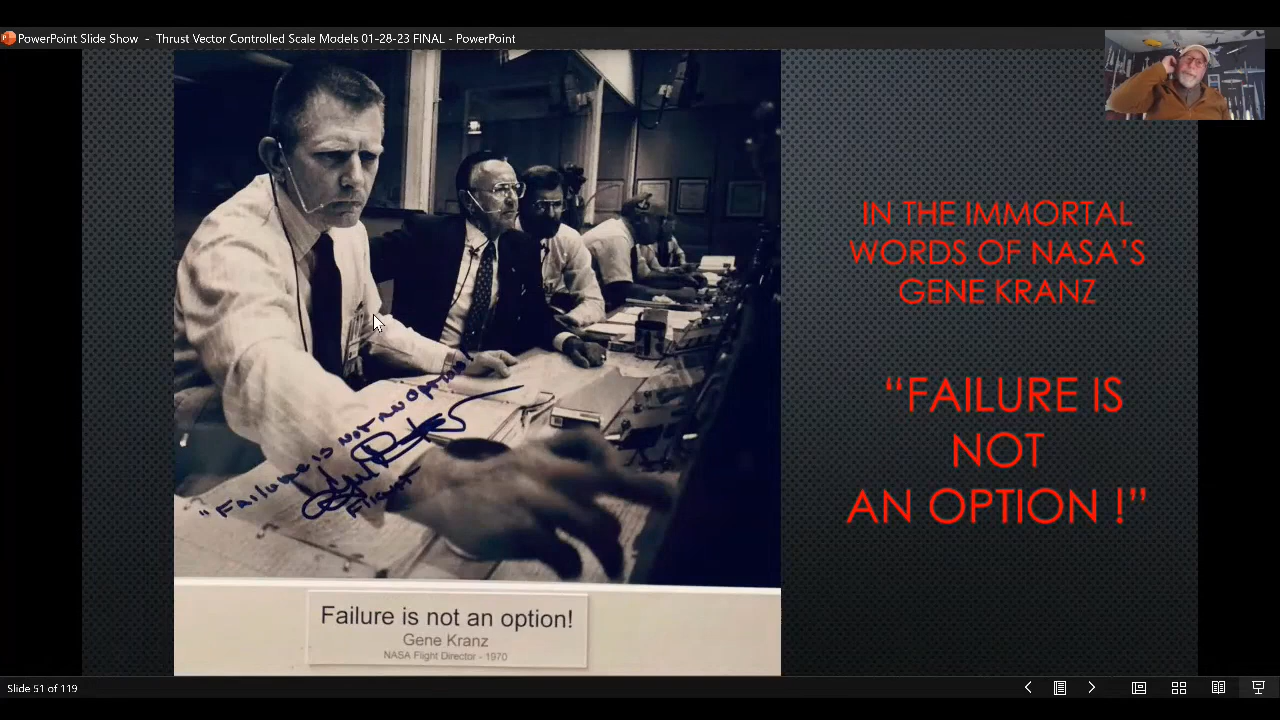 PowerPoint Slide Show - Thrust Vector Controlled Scale Models 01-28-23 FINAL - PowerPoint
IN THE IMMORTAL
WORDS OF NASA’S
GENE KRANZ
“FAILURE IS
NOT
AN OPTION !”
"Failure is not an option!
Flight
Failure is not an option!
Gene Kranz
NASA Flight Director - 1970
Slide 51 of 119